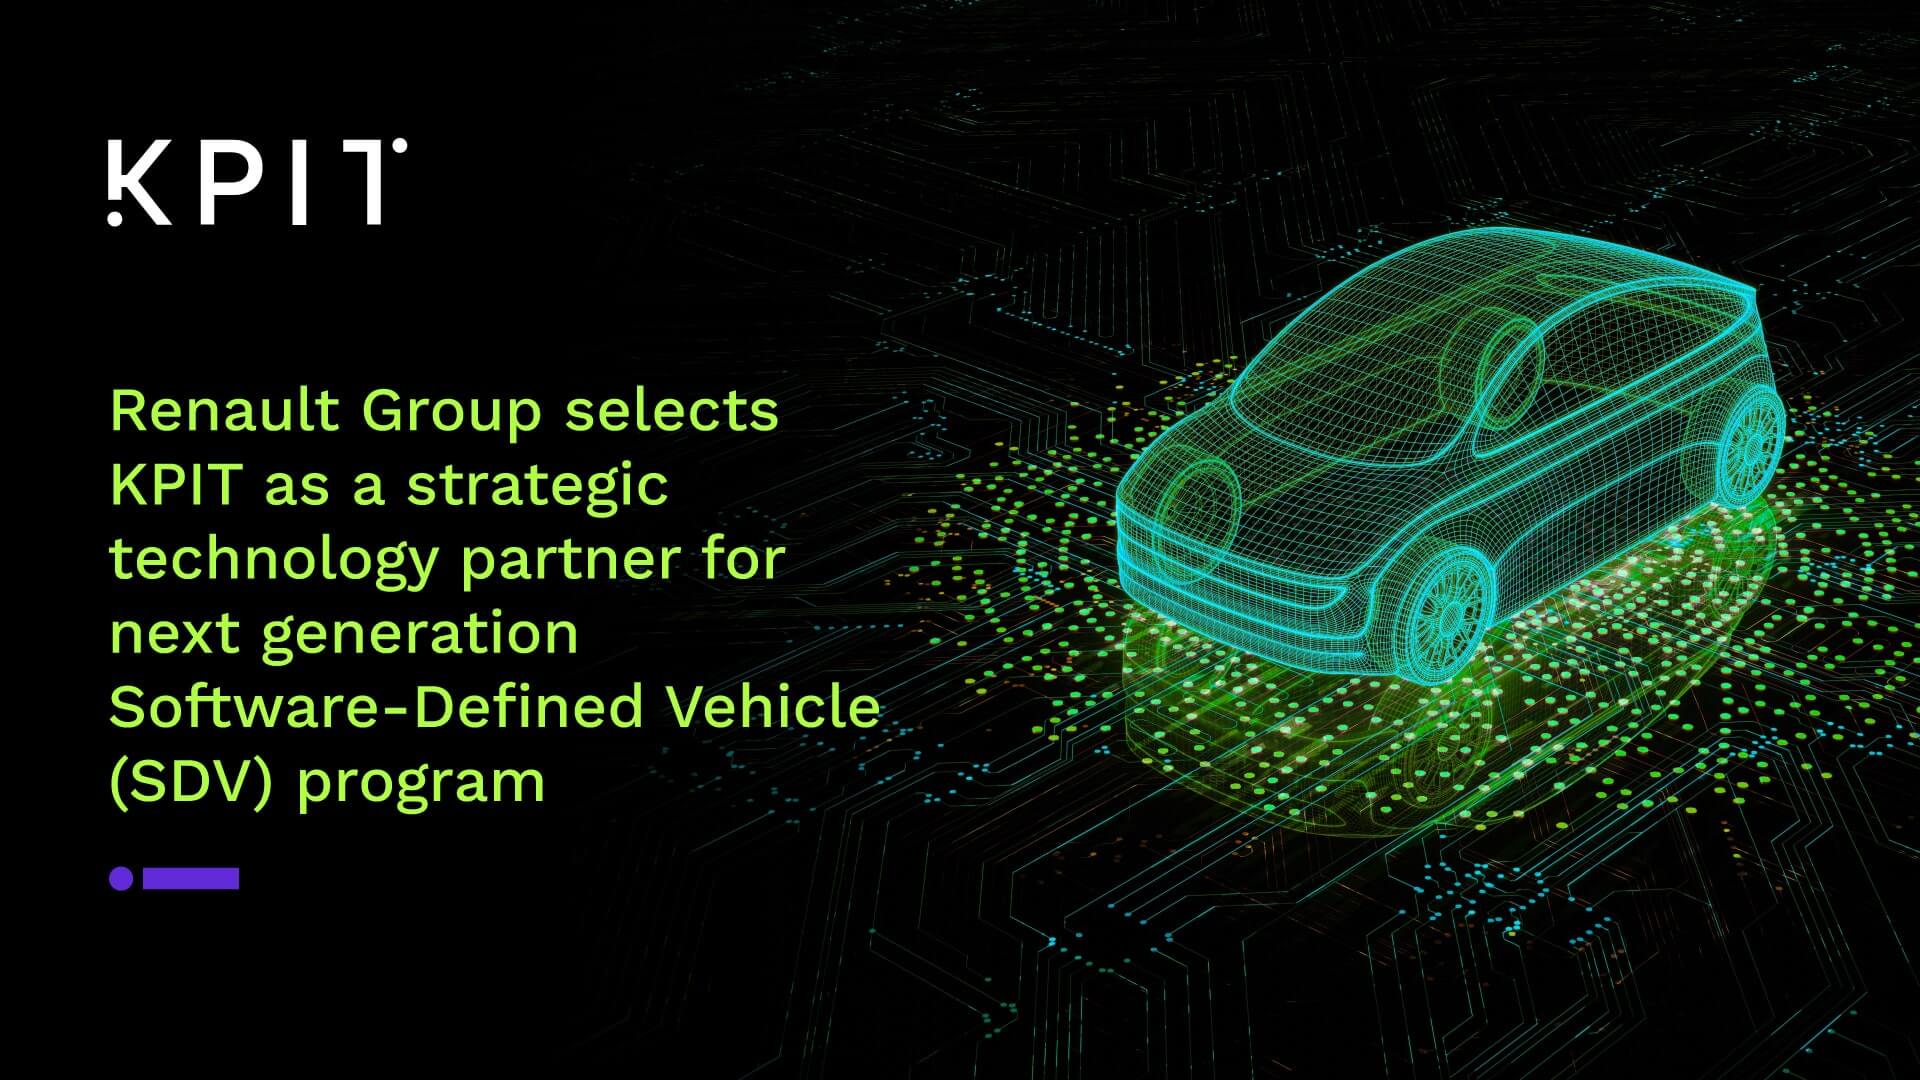 KPIT
Renault Group selects
KPIT as a strategic
technology partner for
next generation
Software-Defined Vehicle
(SDV) program